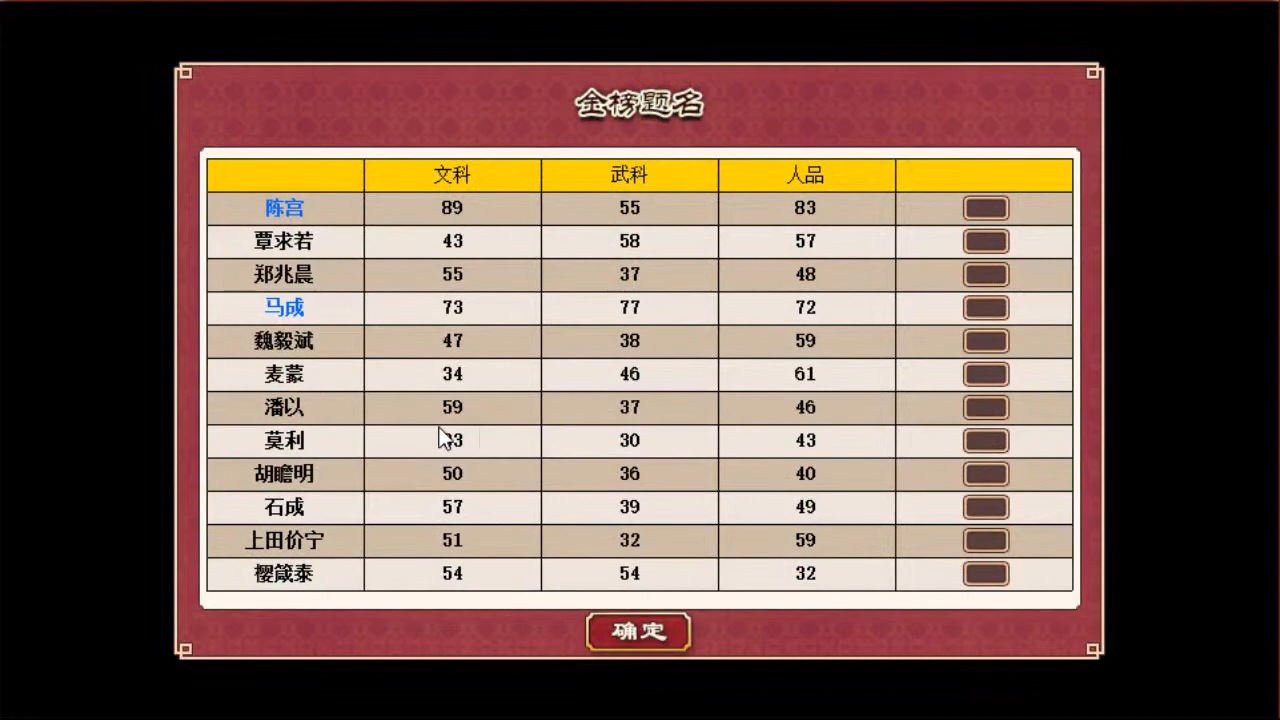 金榜题名
文科 武科 人品
陈宫 89 55 83
覃求若 43 58 57
郑兆晨 55 37 48
马成 73 77 72
魏毅斌 47 38 59
麦蒙 34 46 61
潘以 59 37 46
莫利 30 43
胡瞻明 50 36 40
石成 57 39 49
上田价宁 51 32 59
樱箴泰 54 54 32
确定